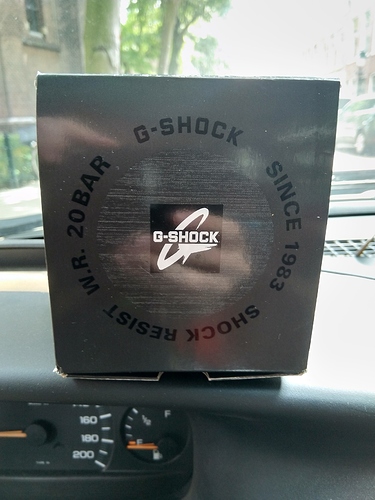 G-SHOCK
SINCE 1983
SHOCK RESIST
W.R. 20BAR
G-SHOCK
160
180
200
F
E